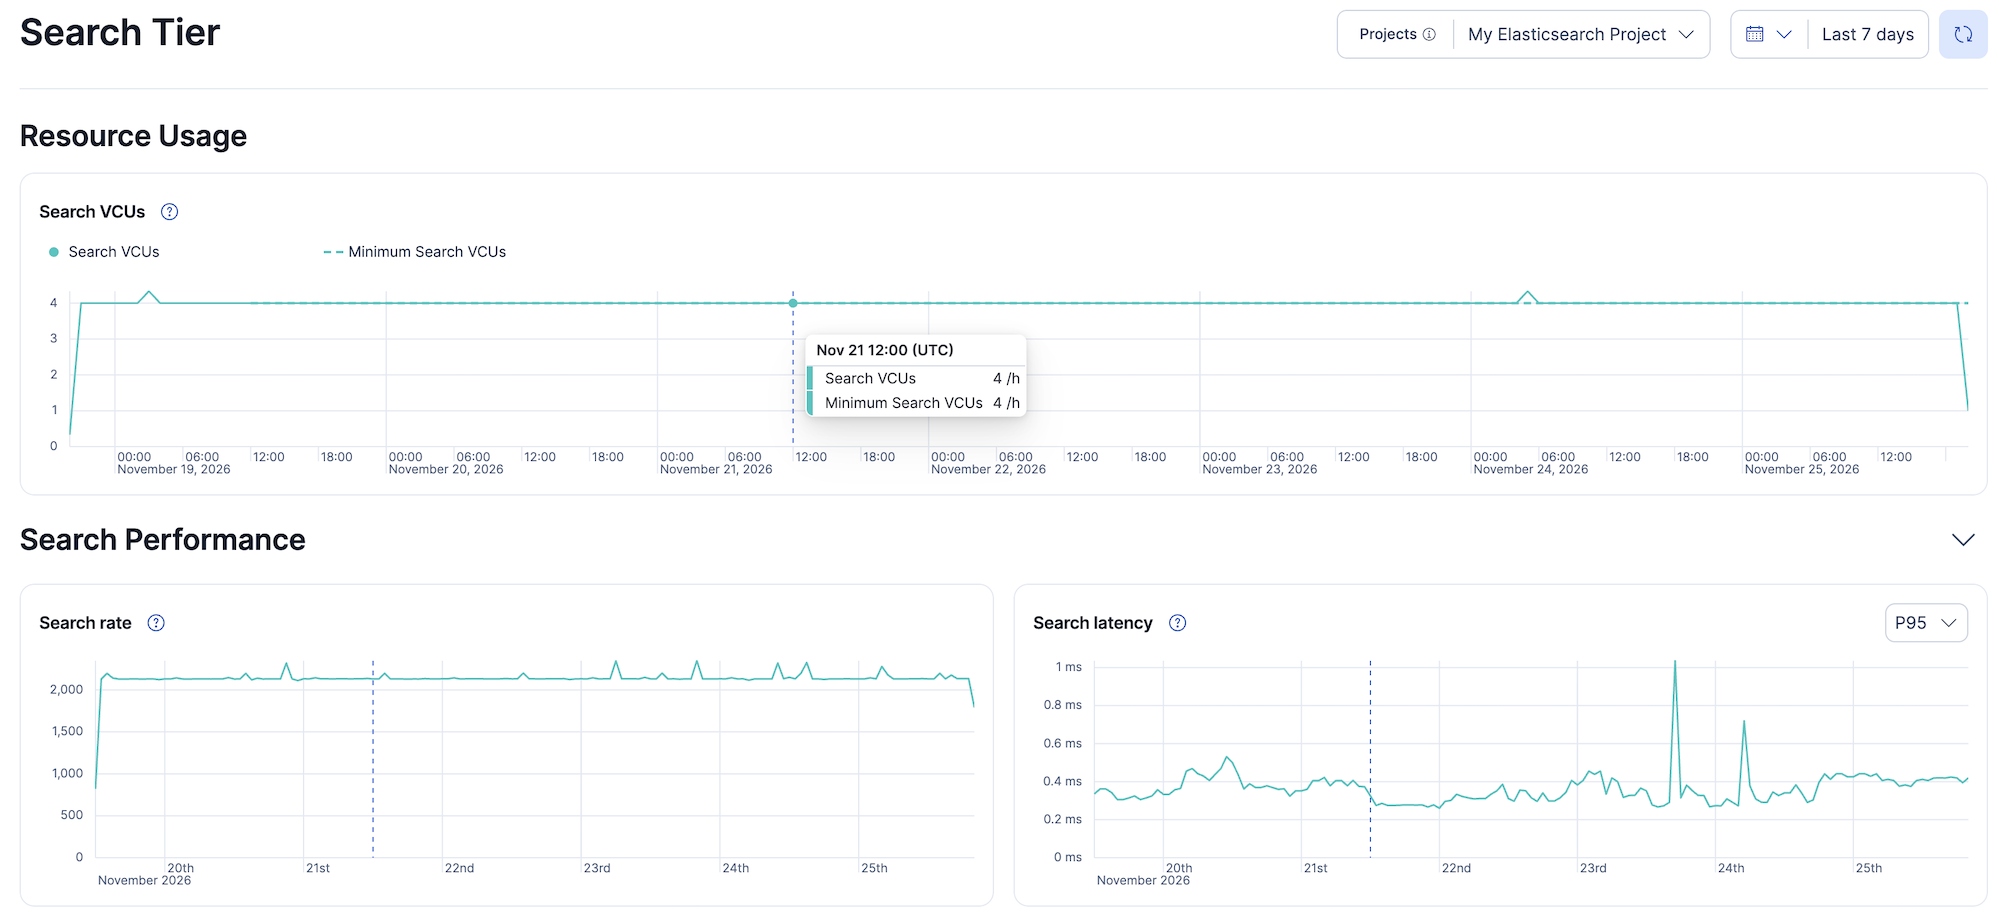 Search Tier
Projects My Elasticsearch Project Last 7 days
Resource Usage
Search VCUs
Search VCUs Minimum Search VCUs
4
3
2
1
0
Nov 21 12:00 (UTC)
Search VCUs 4 /h
Minimum Search VCUs 4 /h
00:00 06:00 12:00 18:00 00:00 06:00 12:00 18:00 00:00 06:00 12:00 18:00 00:00 06:00 12:00 18:00 00:00 06:00 12:00 18:00 00:00 06:00 12:00 18:00 00:00 06:00 12:00
November 19, 2026 November 20, 2026 November 21, 2026 November 22, 2026 November 23, 2026 November 24, 2026 November 25, 2026
Search Performance
Search rate
2,000
1,500
1,000
500
0
20th 21st 22nd 23rd 24th 25th
November 2026
Search latency P95
1 ms
0.8 ms
0.6 ms
0.4 ms
0.2 ms
0 ms
20th 21st 22nd 23rd 24th 25th
November 2026